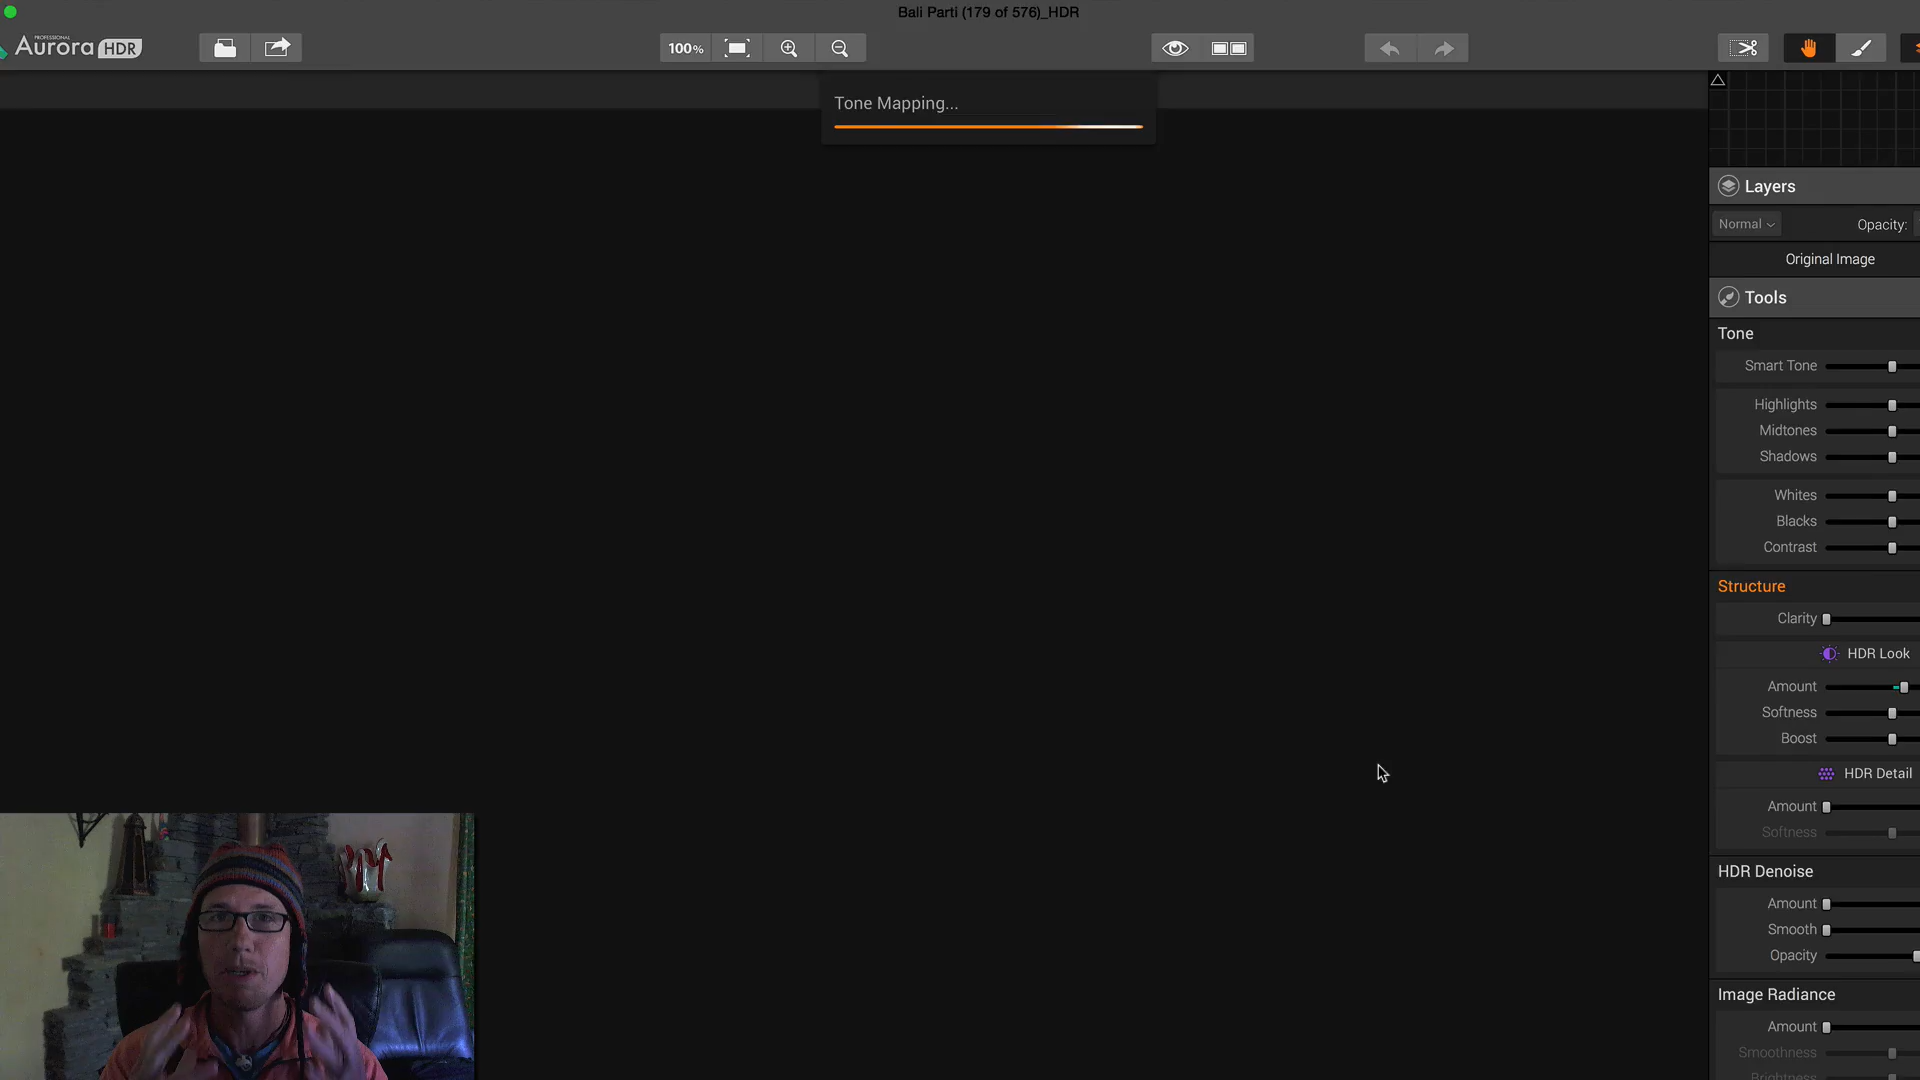 Bali Parti (179 of 576)_HDR
PROFESSIONAL
Aurora HDR
100%
Tone Mapping...
Layers
Normal
Opacity:
Original Image
Tools
Tone
Smart Tone
Highlights
Midtones
Shadows
Whites
Blacks
Contrast
Structure
Clarity
HDR Look
Amount
Softness
Boost
HDR Detail
Amount
Softness
HDR Denoise
Amount
Smooth
Opacity
Image Radiance
Amount
Smoothness
Brightness